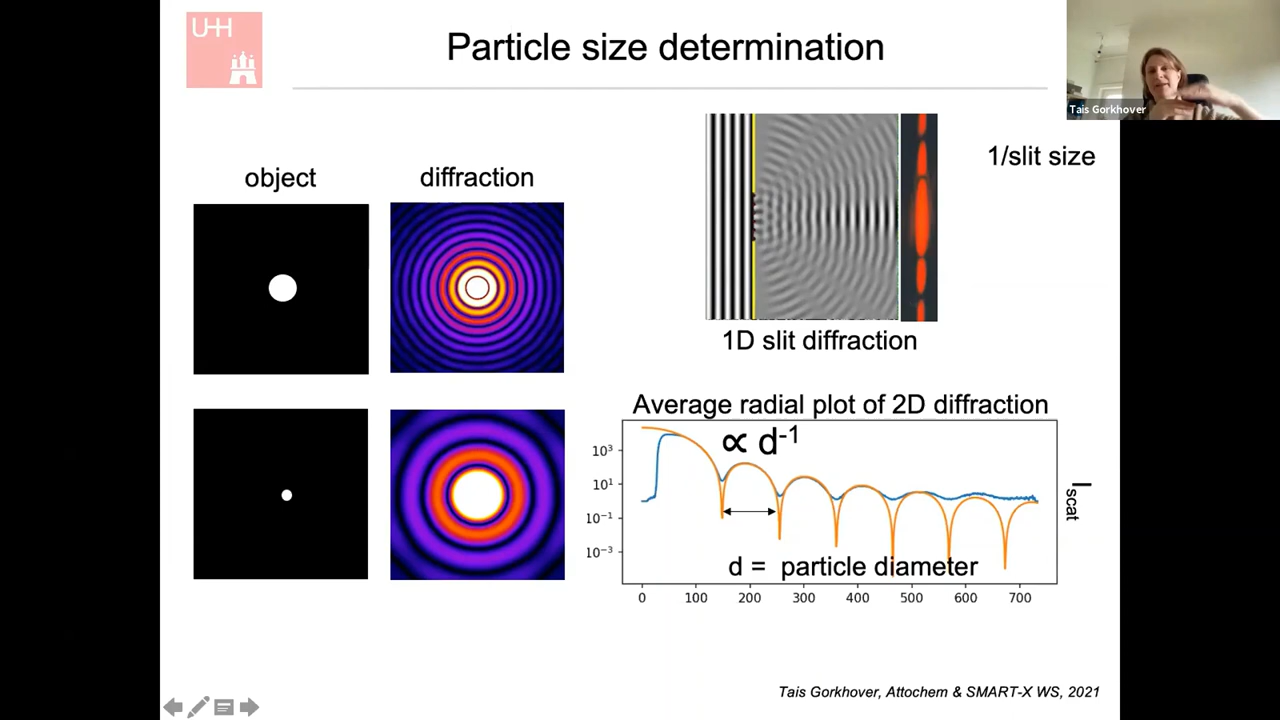 UHH
Particle size determination
Tais Gorkhover
object
diffraction
1/slit size
1D slit diffraction
Average radial plot of 2D diffraction
∝ d-1
10³
10¹
10⁻¹
10⁻³
Iscat
d = particle diameter
0 100 200 300 400 500 600 700
Tais Gorkhover, Attochem & SMART-X WS, 2021